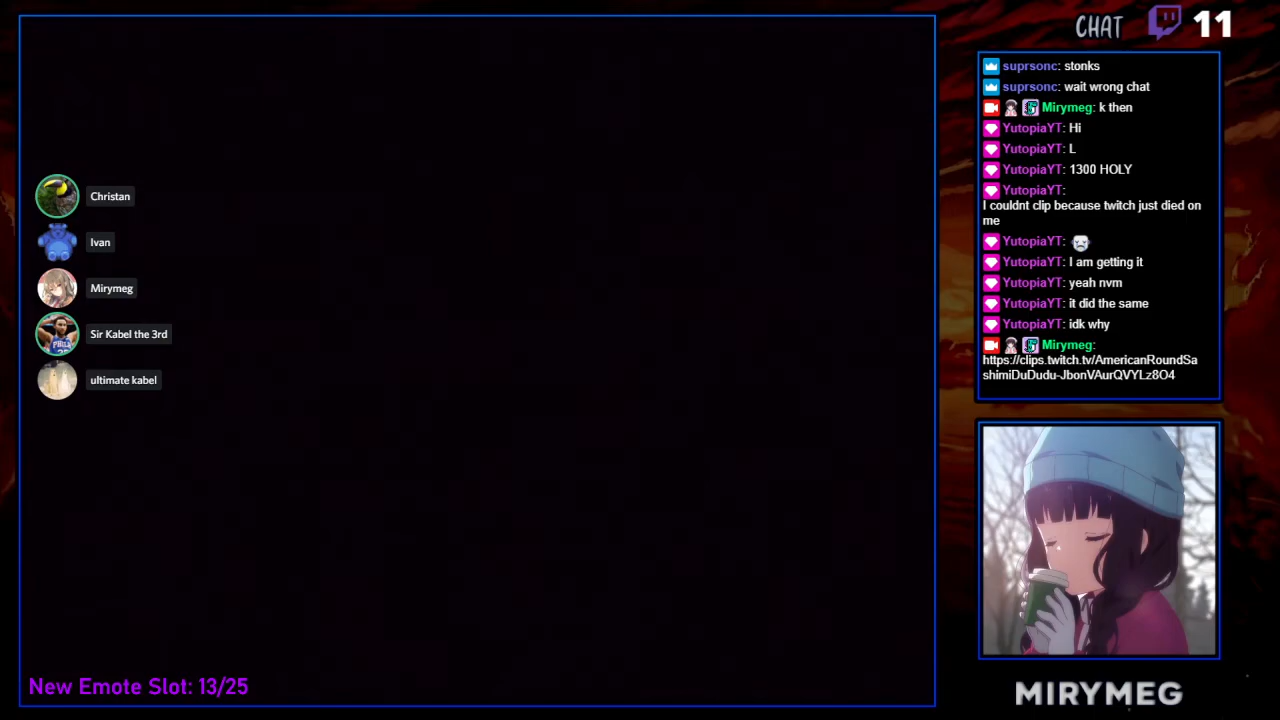 CHAT 11
suprsonc: stonks
suprsonc: wait wrong chat
Mirymeg: k then
YutopiaYT: Hi
YutopiaYT: L
YutopiaYT: 1300 HOLY
YutopiaYT:
I couldnt clip because twitch just died on
me
YutopiaYT:
YutopiaYT: I am getting it
YutopiaYT: yeah nvm
YutopiaYT: it did the same
YutopiaYT: idk why
Mirymeg:
https://clips.twitch.tv/AmericanRoundSa
shimiDuDudu-JbonVAurQVYLz8O4
Christan
Ivan
Mirymeg
Sir Kabel the 3rd
ultimate kabel
New Emote Slot: 13/25
MIRYMEG